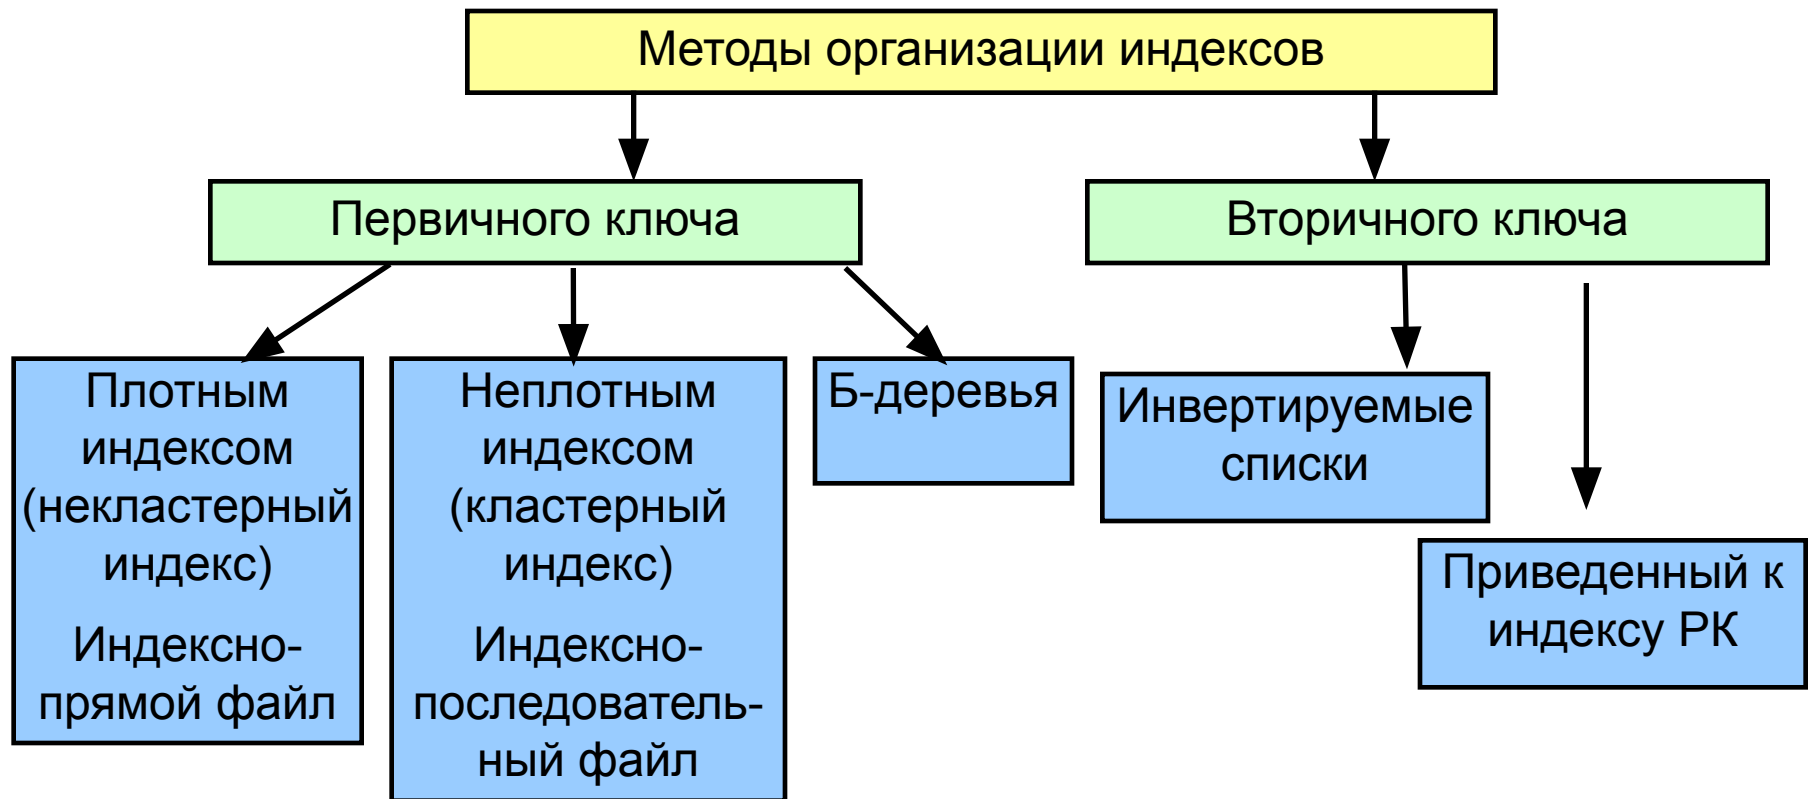 Методы организации индексов
Первичного ключа
Вторичного ключа
Плотным
индексом
(некластерный
индекс)
Индексно-
прямой файл
Неплотным
индексом
(кластерный
индекс)
Индексно-
последователь-
ный файл
Б-деревья
Инвертируемые
списки
Приведенный к
индексу РК